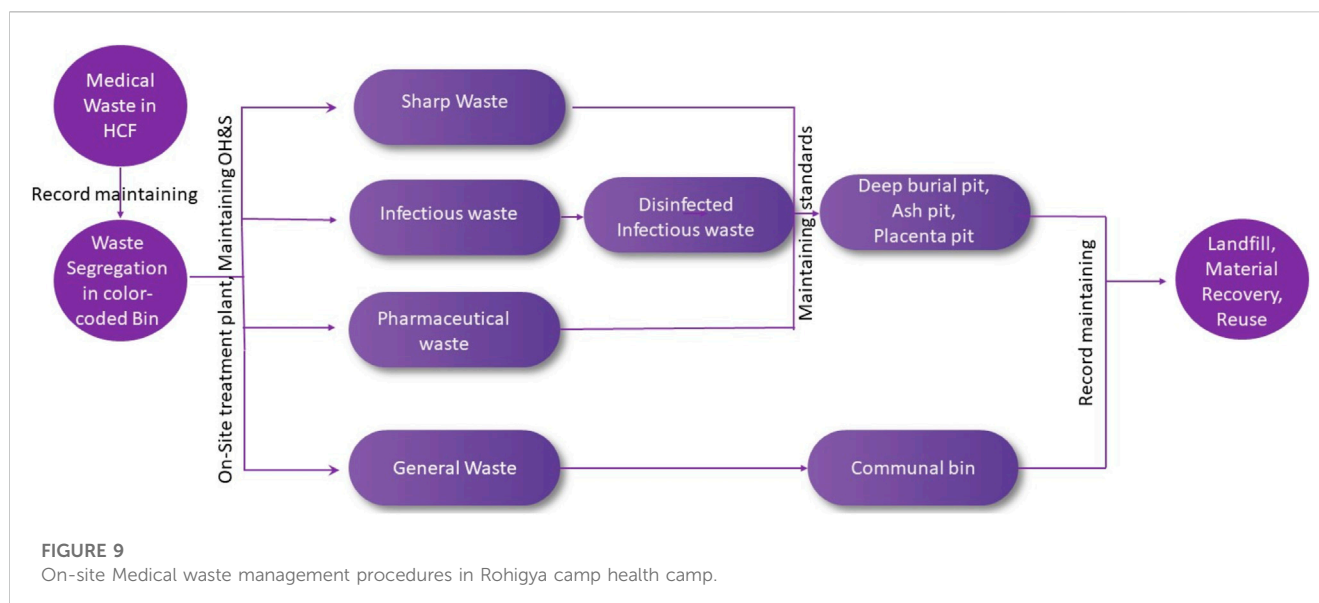 Medical
Waste in
HCF
Record maintaining
Waste
Segregation
in color-
coded Bin
On-Site treatment plant, Maintaining OH&S
Sharp Waste
Infectious waste
Disinfected
Infectious waste
Pharmaceutical
waste
General Waste
Maintaining standards
Deep burial pit,
Ash pit,
Placenta pit
Communal bin
Record maintaining
Landfill,
Material
Recovery,
Reuse
FIGURE 9
On-site Medical waste management procedures in Rohigya camp health camp.